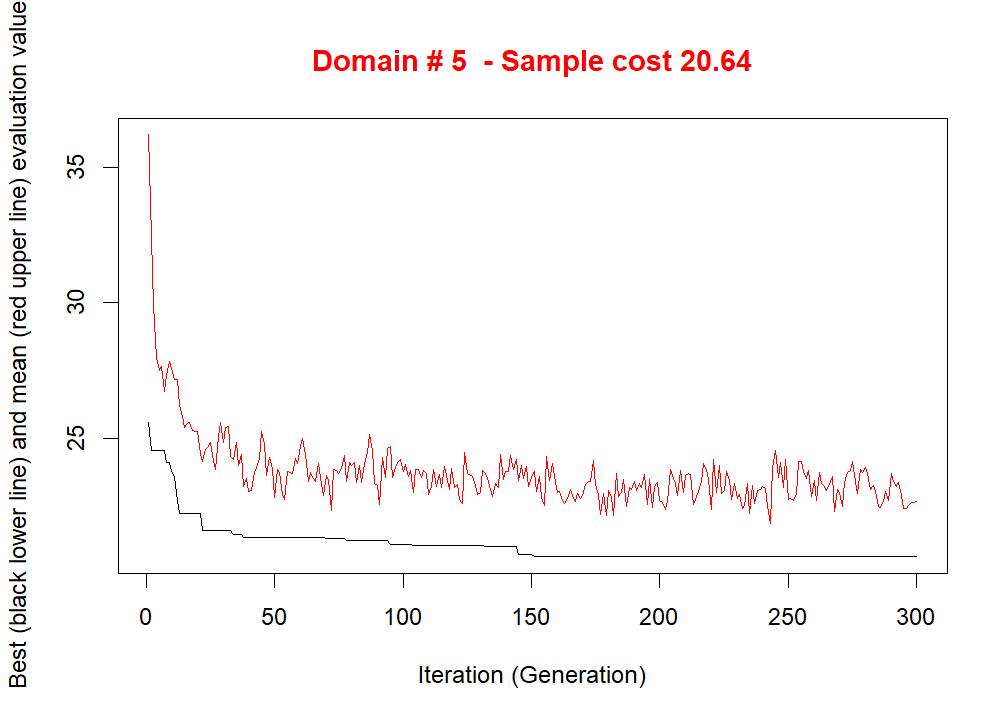 Domain # 5  - Sample cost 20.64
Best (black lower line) and mean (red upper line) evaluation value
35
30
25
0 50 100 150 200 250 300
Iteration (Generation)